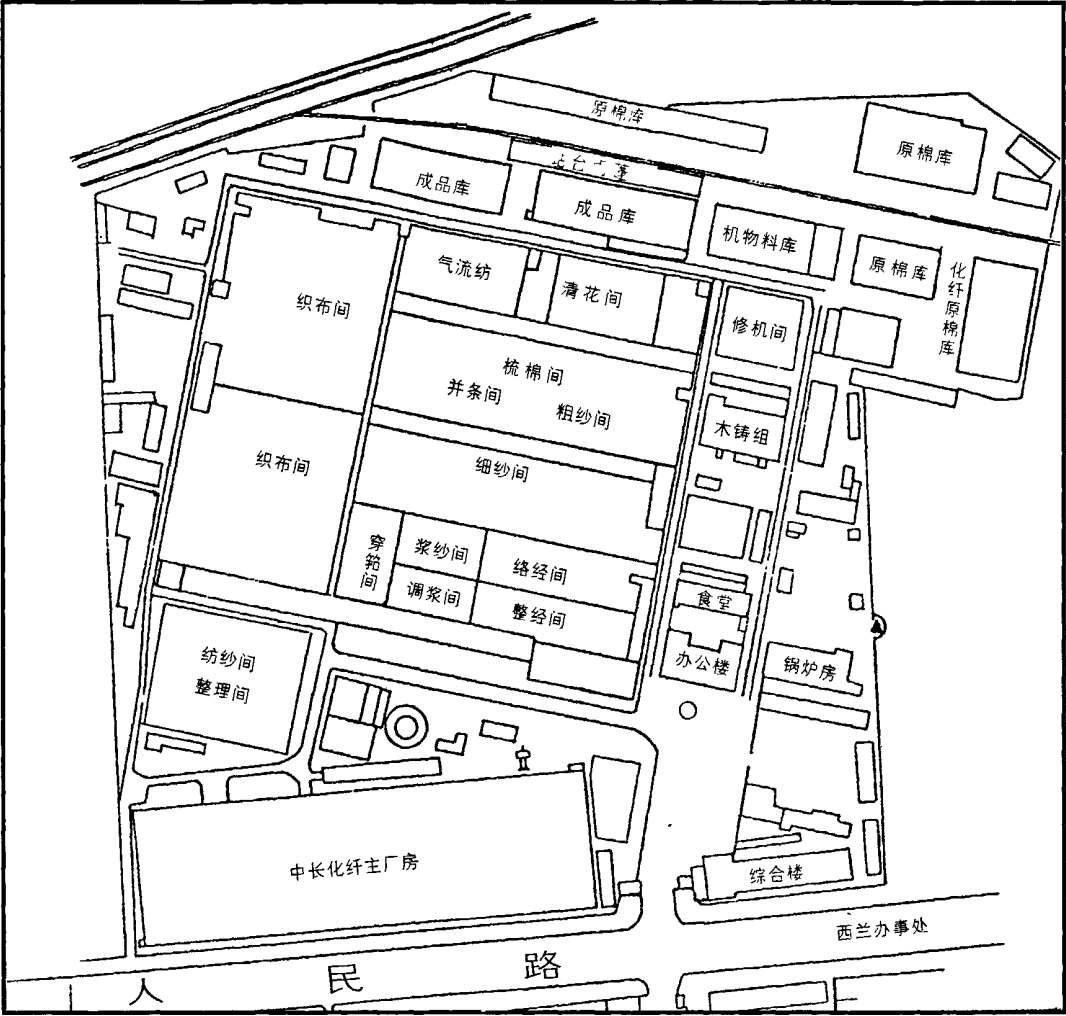 原棉库
原棉库
成品库
成品库
机物料库
原棉库
化纤原棉库
气流纺
清花间
织布间
修机间
梳棉间
并条间
粗纱间
木铸组
织布间
细纱间
穿筘间
浆纱间
络经间
调浆间
整经间
食堂
办公楼
锅炉房
纺纱间
整理间
中长化纤主厂房
综合楼
西兰办事处
人民路